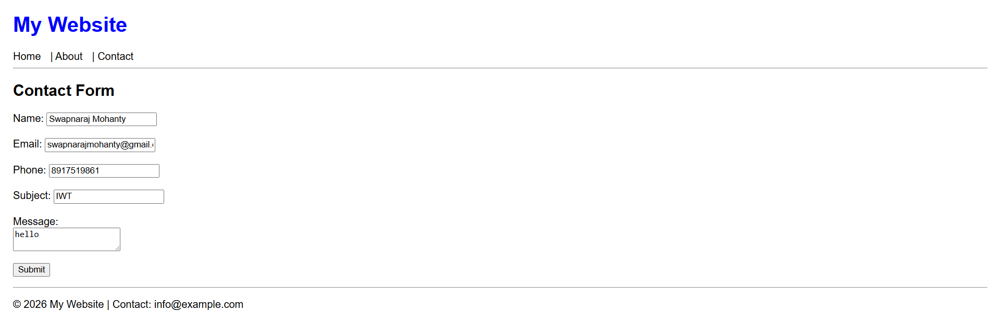 My Website
Home | About | Contact
Contact Form
Name: Swapnaraj Mohanty
Email: swapnarajmohanty@gmail.
Phone: 8917519861
Subject: IWT
Message:
hello
Submit
© 2026 My Website | Contact: info@example.com